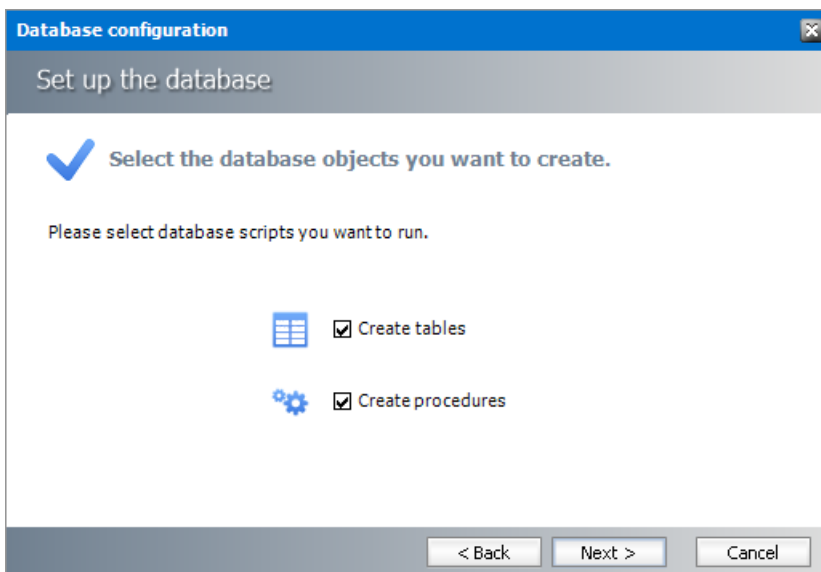 Database configuration
Set up the database
Select the database objects you want to create.
Please select database scripts you want to run.
Create tables
Create procedures
< Back
Next >
Cancel